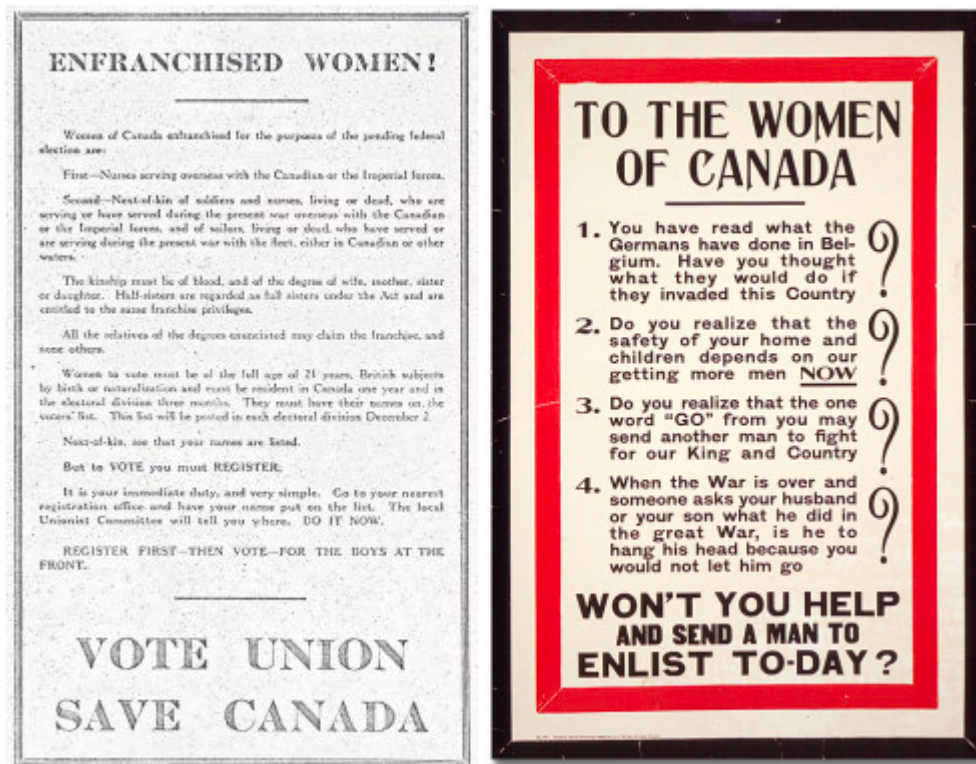 ENFRANCHISED WOMEN!
Women of Canada enfranchised for the purposes of the pending federal
election are:
First—Nurses serving overseas with the Canadian or the Imperial forces.
Second—Next-of-kin of soldiers and nurses, living or dead, who are
serving or have served during the present war overseas with the Canadian
or the Imperial forces, and of sailors, living or dead, who have served or
are serving during the present war with the fleet, either in Canadian or other
waters.
The kinship must be of blood, and of the degree of wife, mother, sister
or daughter. Half-sisters are regarded as full sisters under the Act and are
entitled to the same franchise privileges.
All the relatives of the degrees enunciated may claim the franchise, and
none others.
Women to vote must be of the full age of 21 years, British subjects
by birth or naturalization and must be resident in Canada one year and in
the electoral division three months. They must have their names on the
voters' list. This list will be posted in each electoral division December 2.
Next-of-kin, see that your names are listed.
But to VOTE you must REGISTER.
It is your immediate duty, and very simple. Go to your nearest
registration office and have your name put on the list. The local
Unionist Committee will tell you where. DO IT NOW.
REGISTER FIRST—THEN VOTE—FOR THE BOYS AT THE
FRONT.
VOTE UNION
SAVE CANADA
TO THE WOMEN
OF CANADA
1. You have read what the
Germans have done in Bel-
gium. Have you thought
what they would do if
they invaded this Country ?
2. Do you realize that the
safety of your home and
children depends on our
getting more men NOW ?
3. Do you realize that the one
word "GO" from you may
send another man to fight
for our King and Country ?
4. When the War is over and
someone asks your husband
or your son what he did in
the great War, is he to
hang his head because you
would not let him go ?
WON'T YOU HELP
AND SEND A MAN TO
ENLIST TO-DAY?